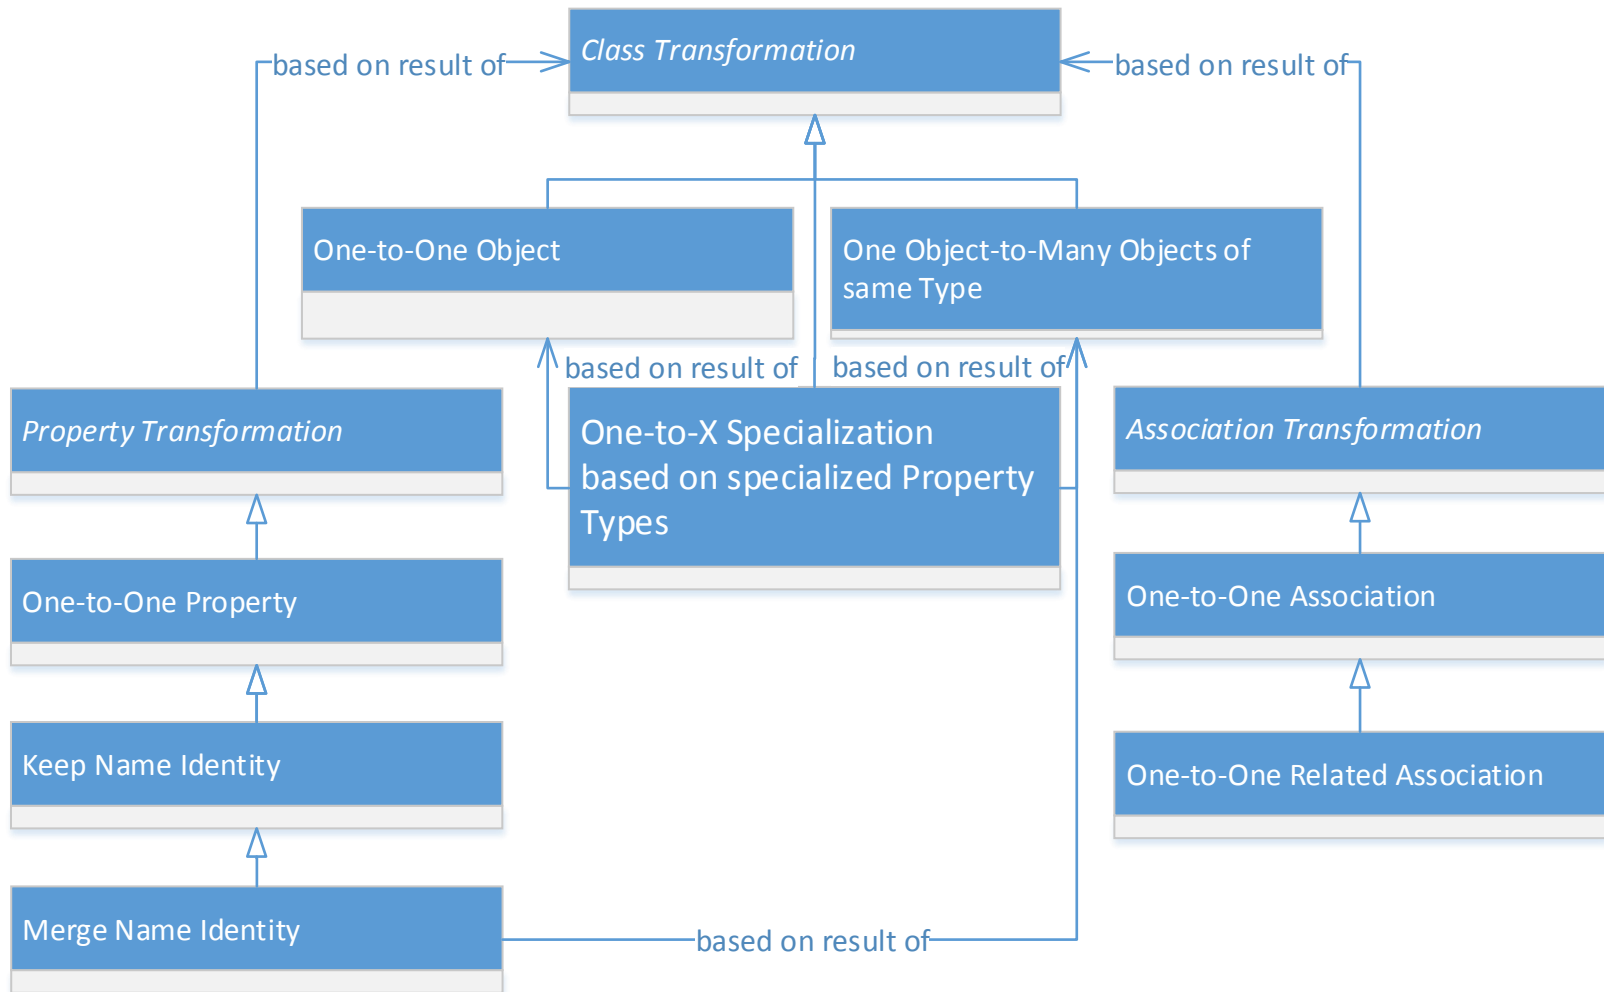 Class Transformation
based on result of
based on result of
One-to-One Object
One Object-to-Many Objects of
same Type
based on result of
based on result of
Property Transformation
One-to-X Specialization
based on specialized Property
Types
Association Transformation
One-to-One Property
One-to-One Association
Keep Name Identity
One-to-One Related Association
Merge Name Identity
based on result of